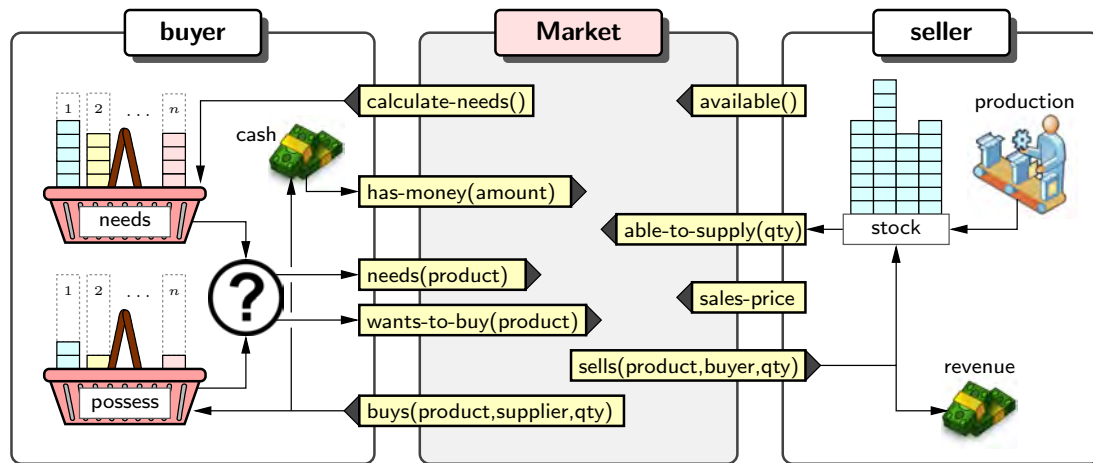 buyer
Market
seller
1 2 . . . n
calculate-needs()
available()
production
cash
has-money(amount)
needs
able-to-supply(qty)
stock
needs(product)
1 2 . . . n
?
sales-price
wants-to-buy(product)
sells(product,buyer,qty)
revenue
possess
buys(product,supplier,qty)